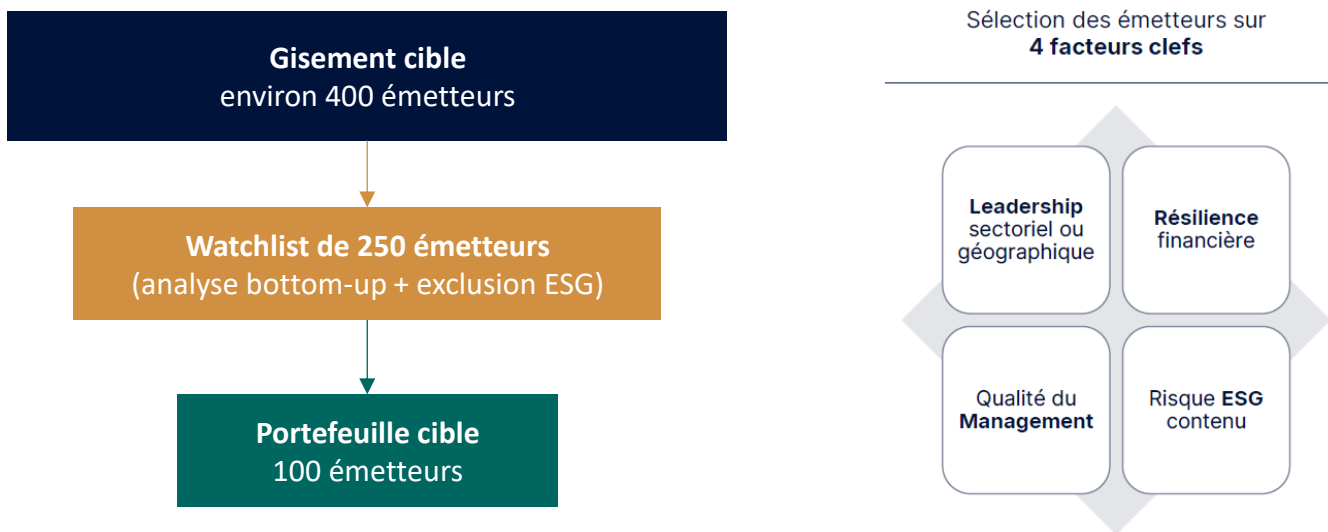 Gisement cible
environ 400 émetteurs
Watchlist de 250 émetteurs
(analyse bottom-up + exclusion ESG)
Portefeuille cible
100 émetteurs
Sélection des émetteurs sur
4 facteurs clefs
Leadership
sectoriel ou
géographique
Résilience
financière
Qualité du
Management
Risque ESG
contenu